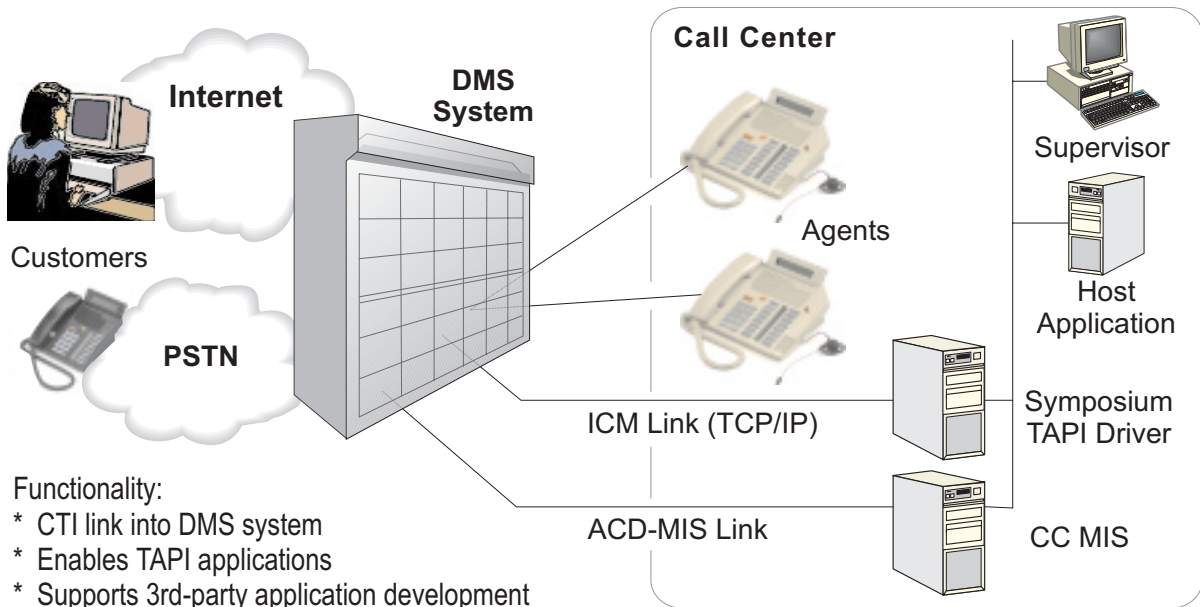 Call Center
Internet
DMS
System
Supervisor
Customers
Agents
Host
Application
PSTN
ICM Link (TCP/IP)
Symposium
TAPI Driver
ACD-MIS Link
CC MIS
Functionality:
* CTI link into DMS system
* Enables TAPI applications
* Supports 3rd-party application development